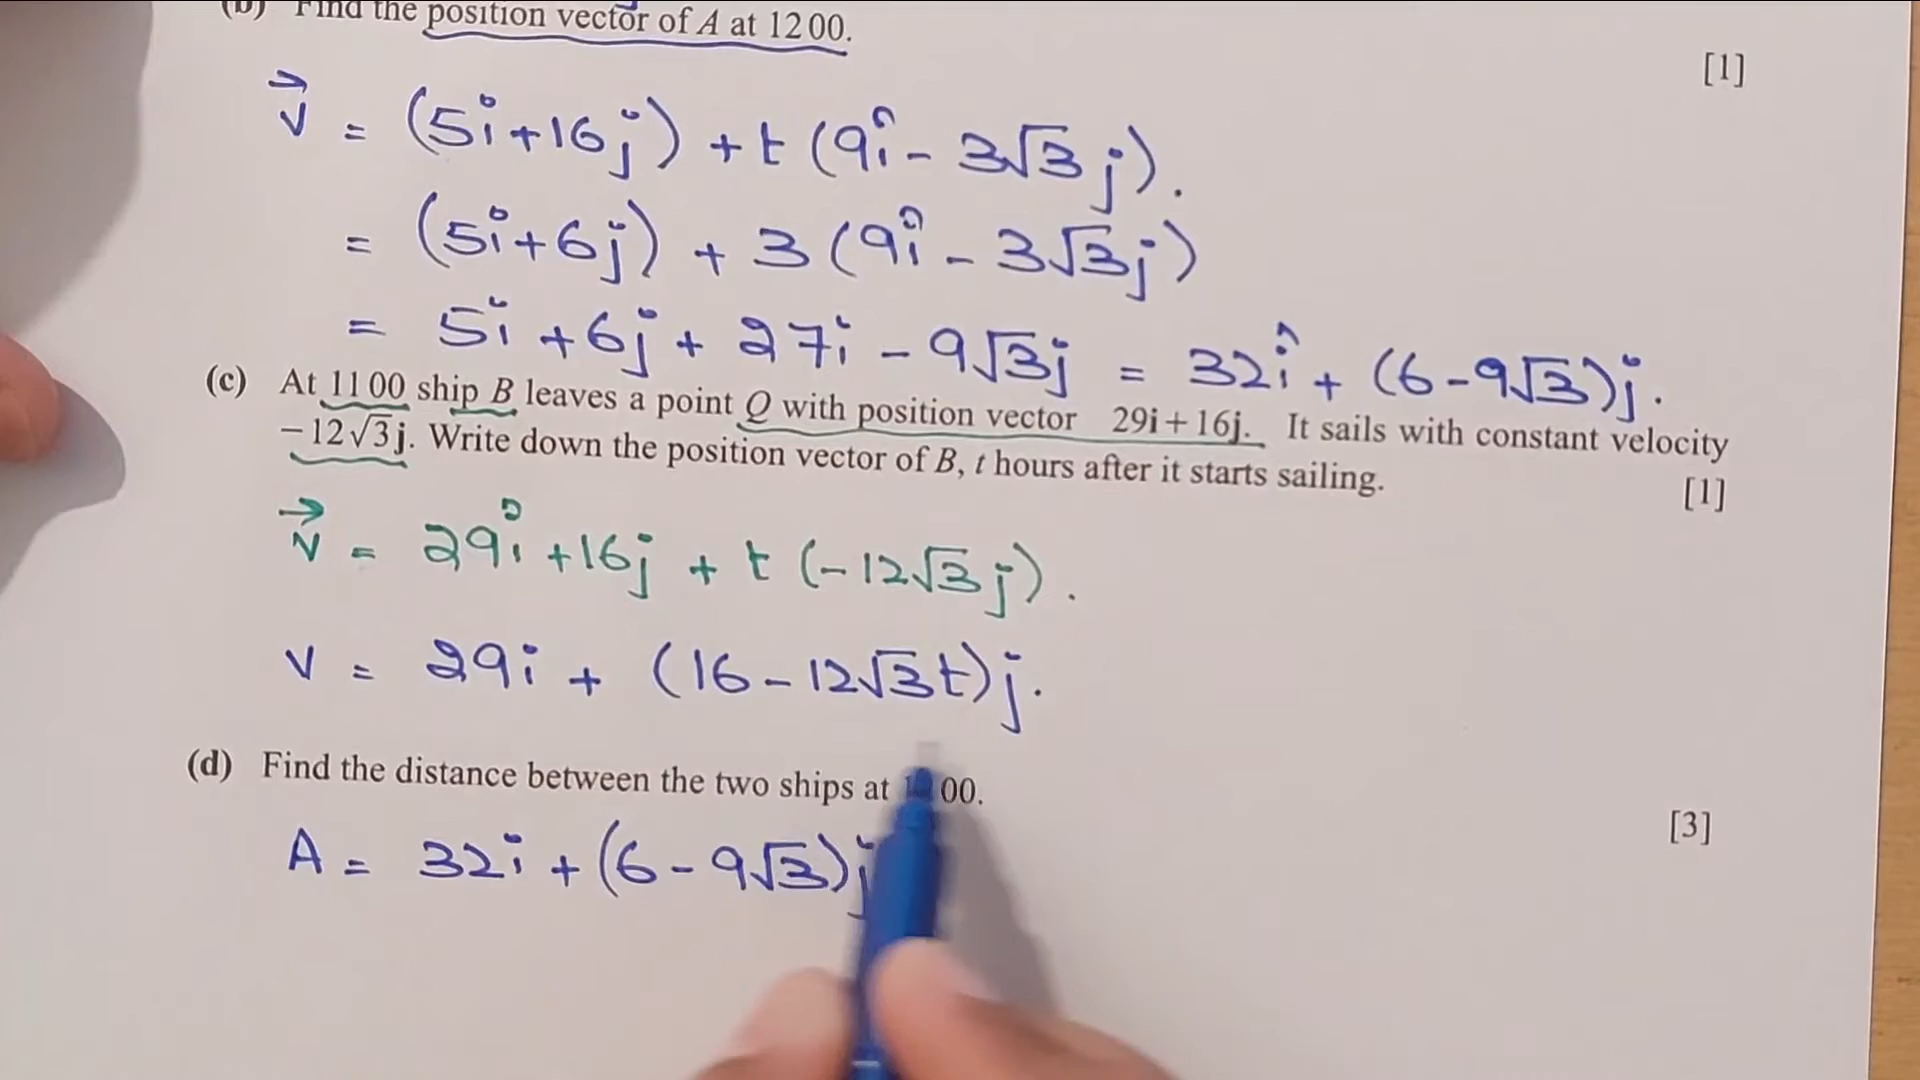 (b) Find the position vector of A at 1200.
[1]
v⃗ = (5i+16j) + t(9i - 3√3 j).
= (5i+6j) + 3(9i - 3√3j)
= 5i + 6j + 27i - 9√3j = 32i + (6-9√3)j.
(c) At 1100 ship B leaves a point Q with position vector 29i+16j. It sails with constant velocity
-12√3j. Write down the position vector of B, t hours after it starts sailing.
[1]
v⃗ = 29i + 16j + t(-12√3j).
v = 29i + (16-12√3t)j.
(d) Find the distance between the two ships at 00.
[3]
A = 32i + (6-9√3)j